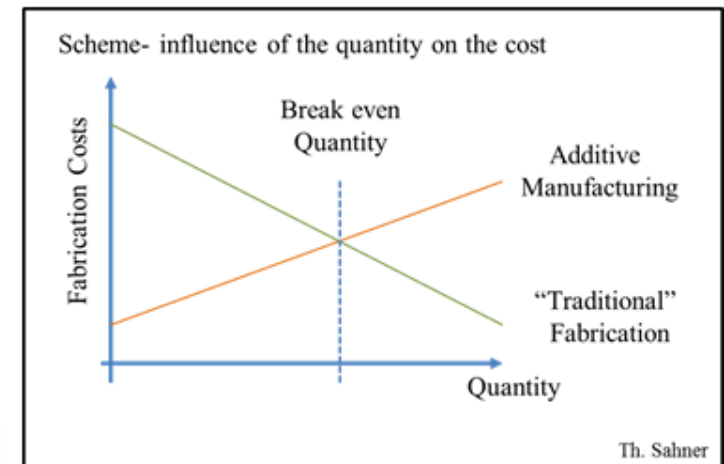 Scheme- influence of the quantity on the cost
Break even
Quantity
Fabrication Costs
Additive
Manufacturing
“Traditional”
Fabrication
Quantity
Th. Sahner